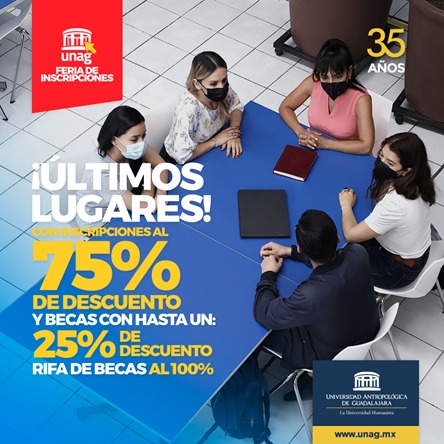 unag
FERIA DE
INSCRIPCIONES
35
AÑOS
¡ÚLTIMOS
LUGARES!
CON INSCRIPCIONES AL
75%
DE DESCUENTO
Y BECAS CON HASTA UN:
25% DE
DESCUENTO
RIFA DE BECAS AL 100%
UNIVERSIDAD ANTROPOLÓGICA
DE GUADALAJARA
La Universidad Humanista
www.unag.mx